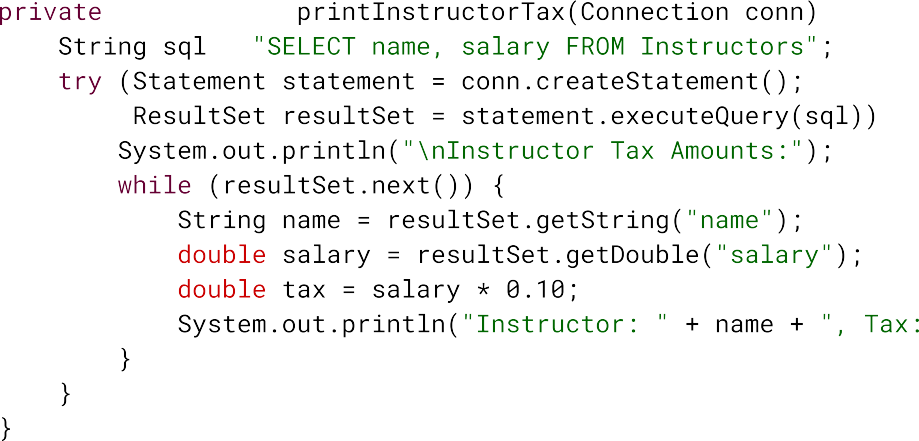 private printInstructorTax(Connection conn)
String sql "SELECT name, salary FROM Instructors";
try (Statement statement = conn.createStatement();
ResultSet resultSet = statement.executeQuery(sql))
System.out.println("\nInstructor Tax Amounts:");
while (resultSet.next()) {
String name = resultSet.getString("name");
double salary = resultSet.getDouble("salary");
double tax = salary * 0.10;
System.out.println("Instructor: " + name + ", Tax:
}
}
}